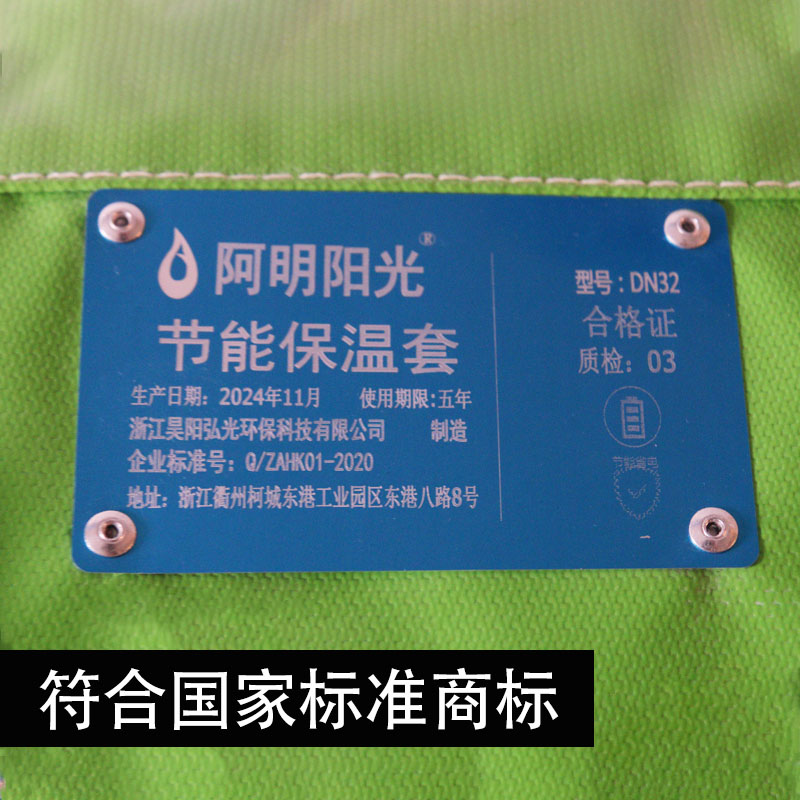 阿明阳光®
节能保温套
生产日期：2024年11月 使用期限:五年
浙江昊阳弘光环保科技有限公司 制造
企业标准号：Q/ZAHK01-2020
地址：浙江衢州柯城东港工业园区东港八路8号
型号：DN32
合格证
质检：03
符合国家标准商标